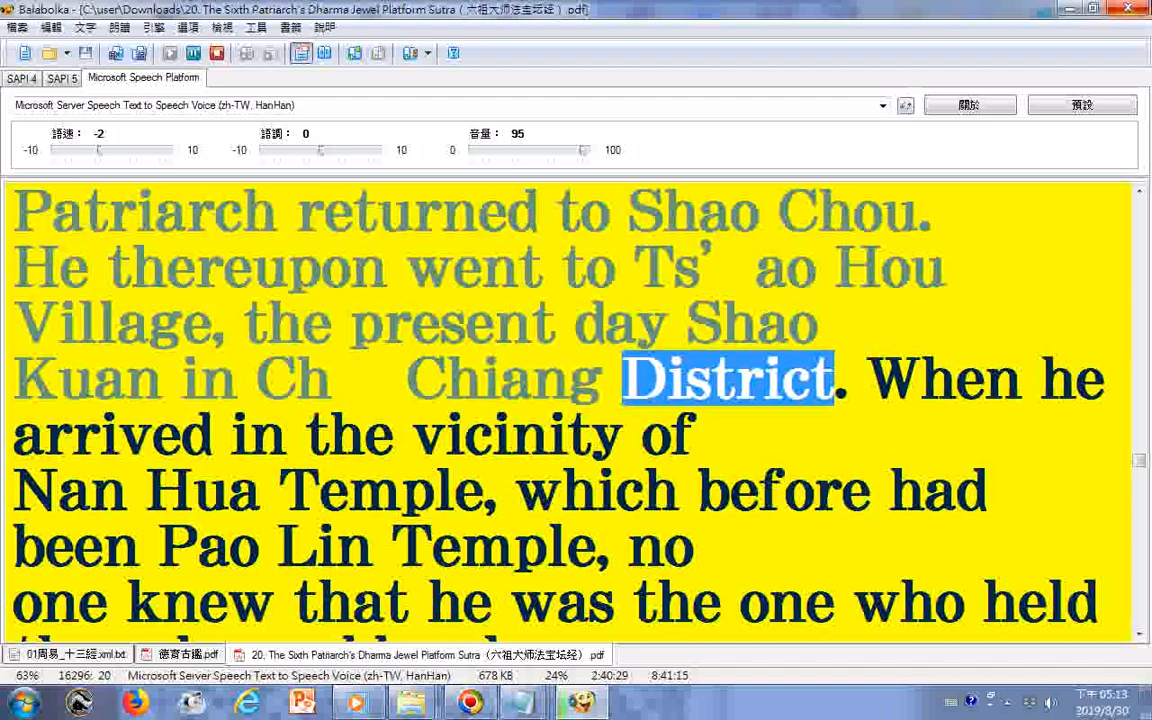 Balabolka - [C:\user\Downloads\20. The Sixth Patriarch's Dharma Jewel Platform Sutra（六祖大师法宝坛经）.pdf]
檔案 編輯 文字 朗讀 引擎 選項 檢視 工具 書籤 說明
SAPI 4 SAPI 5 Microsoft Speech Platform
Microsoft Server Speech Text to Speech Voice (zh-TW, HanHan) 關於 預設
語速： -2 語調： 0 音量： 95
-10 10 -10 10 0 100
Patriarch returned to Shao Chou.
He thereupon went to Ts’ ao Hou
Village, the present day Shao
Kuan in Ch Chiang District. When he
arrived in the vicinity of
Nan Hua Temple, which before had
been Pao Lin Temple, no
one knew that he was the one who held
01周易_十三經.xml.txt 德育古鑑.pdf 20. The Sixth Patriarch's Dharma Jewel Platform Sutra（六祖大师法宝坛经）.pdf
63% 16296: 20 Microsoft Server Speech Text to Speech Voice (zh-TW, HanHan) 678 KB 24% 2:40:29 8:41:15
下午 05:13
2019/8/30